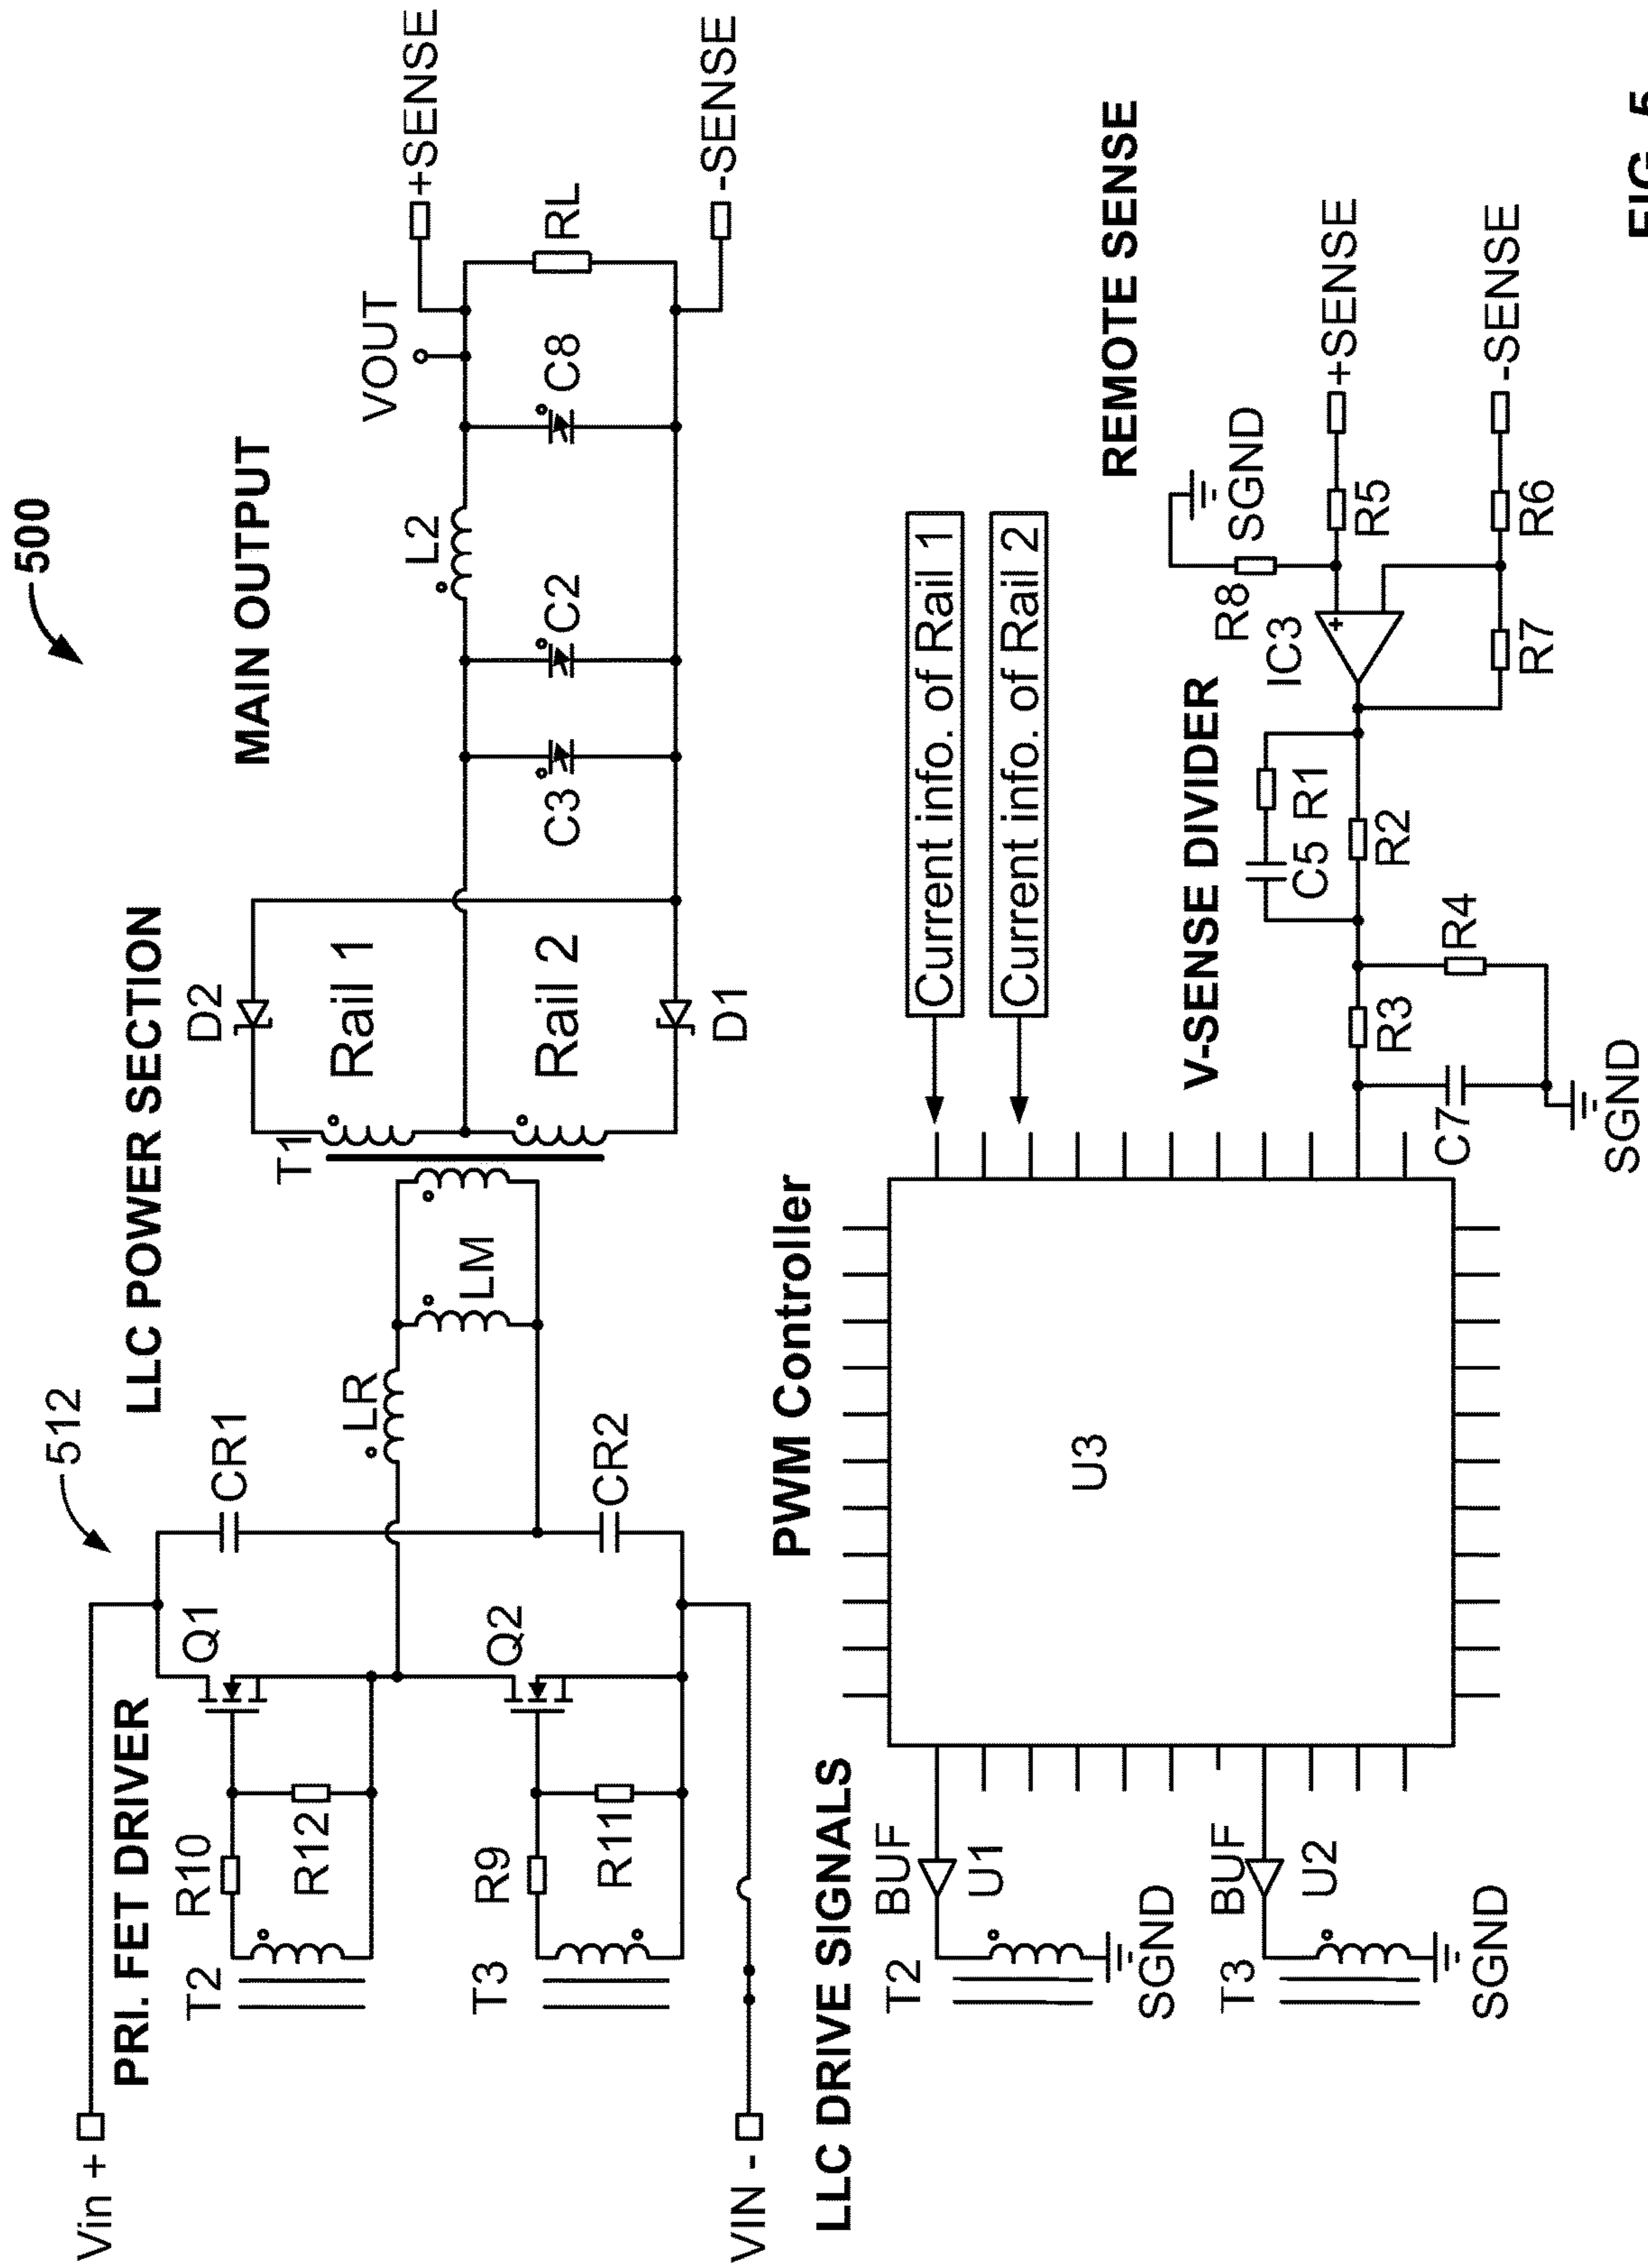 500
512
PRI. FET DRIVER
LLC POWER SECTION
MAIN OUTPUT
Vin +
T2
R10
R12
Q1
CR1
LR
LM
T1
D2
Rail 1
Rail 2
D1
C3
C2
L2
C8
VOUT
RL
+SENSE
-SENSE
T3
R9
R11
Q2
CR2
VIN -
LLC DRIVE SIGNALS
PWM Controller
U3
Current info. of Rail 1
Current info. of Rail 2
REMOTE SENSE
V-SENSE DIVIDER
BUF
U1
T2
SGND
BUF
U2
T3
SGND
C7
SGND
R3
R4
C5
R1
R2
IC3
+
R8
SGND
R5
+SENSE
R7
R6
-SENSE
FIG. 5